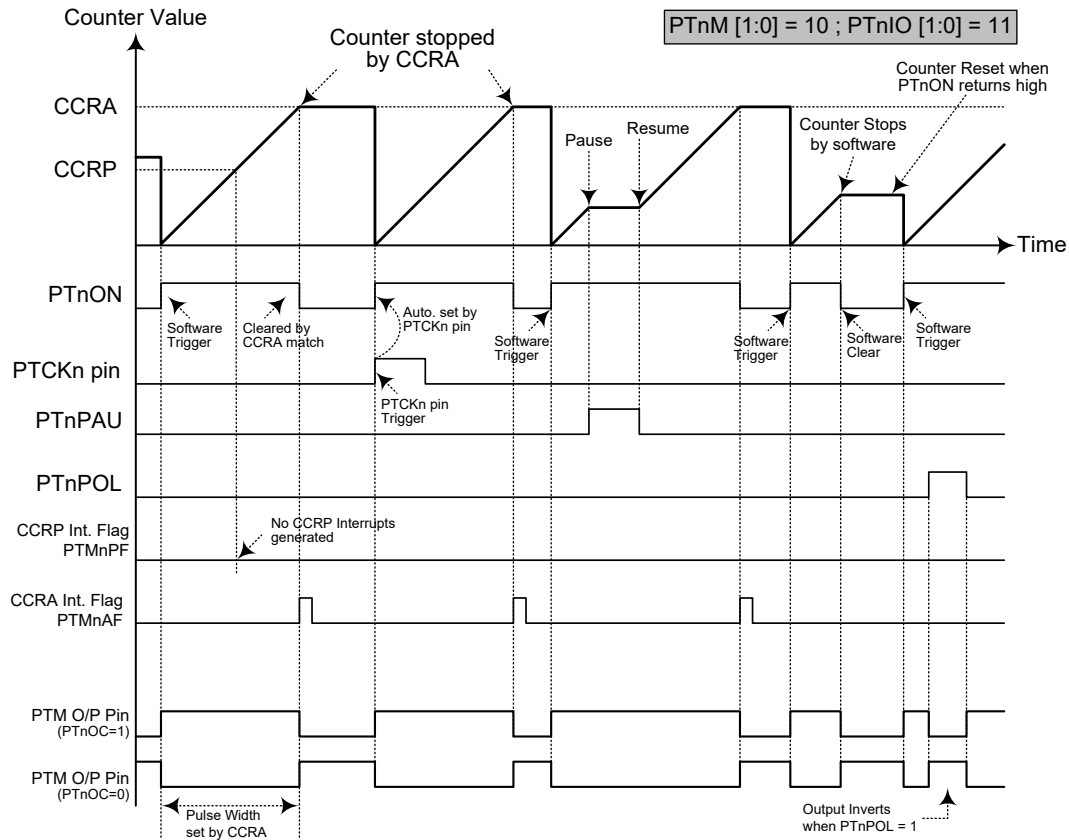 Counter Value
PTnM [1:0] = 10 ; PTnIO [1:0] = 11
Counter stopped
by CCRA
Counter Reset when
PTnON returns high
CCRA
Resume
Counter Stops
by software
Pause
CCRP
Time
PTnON
Software
Trigger
Cleared by
CCRA match
Auto. set by
PTCKn pin
Software
Trigger
Software
Trigger
Software
Clear
Software
Trigger
PTCKn pin
PTCKn pin
Trigger
PTnPAU
PTnPOL
CCRP Int. Flag
PTMnPF
No CCRP Interrupts
generated
CCRA Int. Flag
PTMnAF
PTM O/P Pin
(PTnOC=1)
PTM O/P Pin
(PTnOC=0)
Pulse Width
set by CCRA
Output Inverts
when PTnPOL = 1